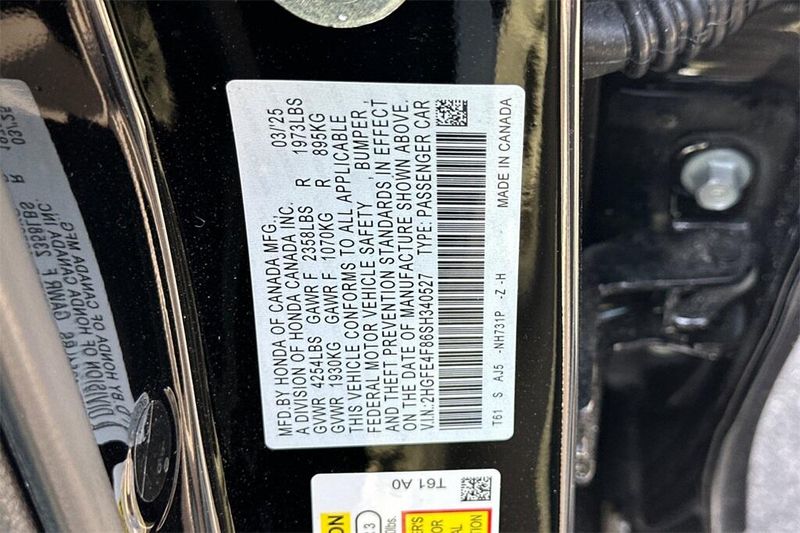 MFD.BY HONDA OF CANADA MFG., 03/'25
A DIVISION OF HONDA CANADA INC.
GVWR 4254LBS GAWR F 2358LBS R 1973LBS
GVWR 1930KG GAWR F 1070KG R 895KG
THIS VEHICLE CONFORMS TO ALL APPLICABLE
FEDERAL MOTOR VEHICLE SAFETY , BUMPER ,
AND THEFT PREVENTION STANDARDS IN EFFECT
ON THE DATE OF MANUFACTURE SHOWN ABOVE.
V.I.N.:2HGFE4F86SH340627 TYPE: PASSENGER CAR
T61 S AJ5 -NH731P -Z -H MADE IN CANADA
T61 A0